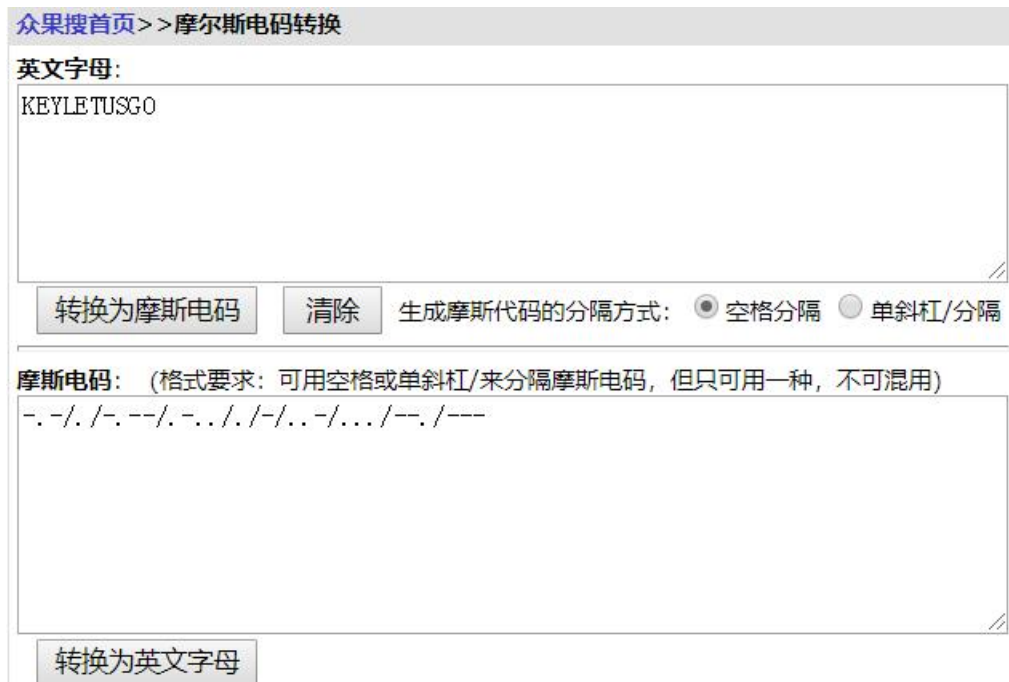 众果搜首页>>摩尔斯电码转换
英文字母:
KEYLETUSGO
转换为摩斯电码 清除 生成摩斯代码的分隔方式: 空格分隔 单斜杠/分隔
摩斯电码: (格式要求: 可用空格或单斜杠/来分隔摩斯电码, 但只可用一种, 不可混用)
-.-/./-.--/.-.././-/..-/.../--./---
转换为英文字母